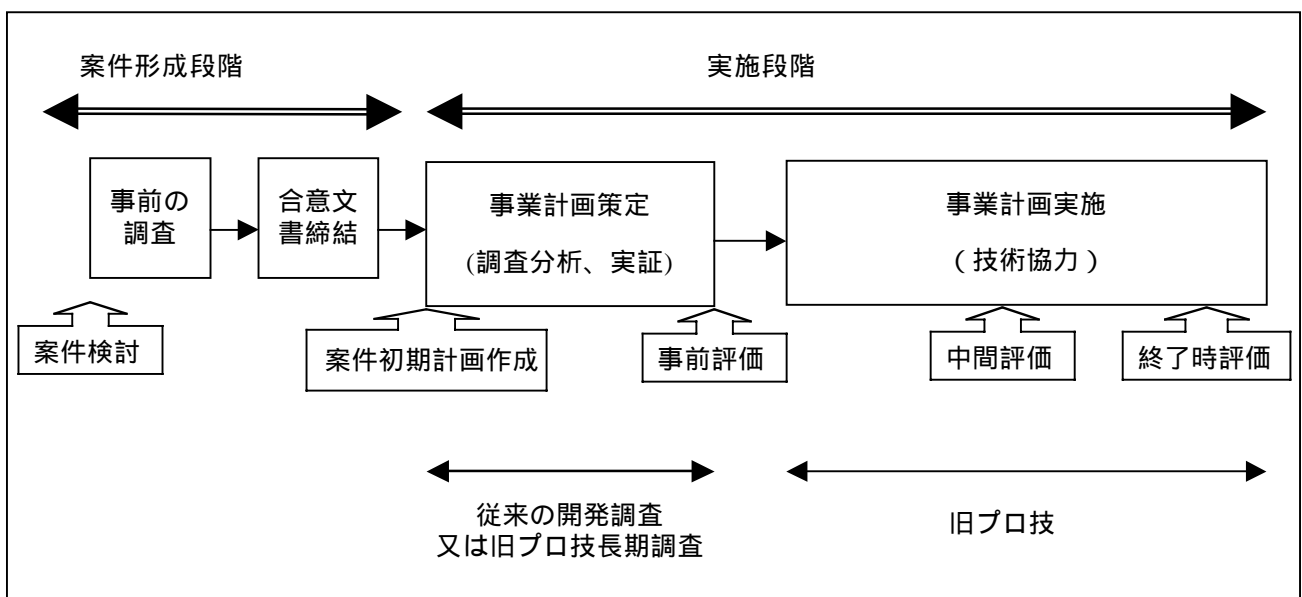 案件形成段階
実施段階
事前の
調査
合意文
書締結
事業計画策定
(調査分析、実証)
事業計画実施
（技術協力）
案件検討
案件初期計画作成
事前評価
中間評価
終了時評価
従来の開発調査
又は旧プロ技長期調査
旧プロ技